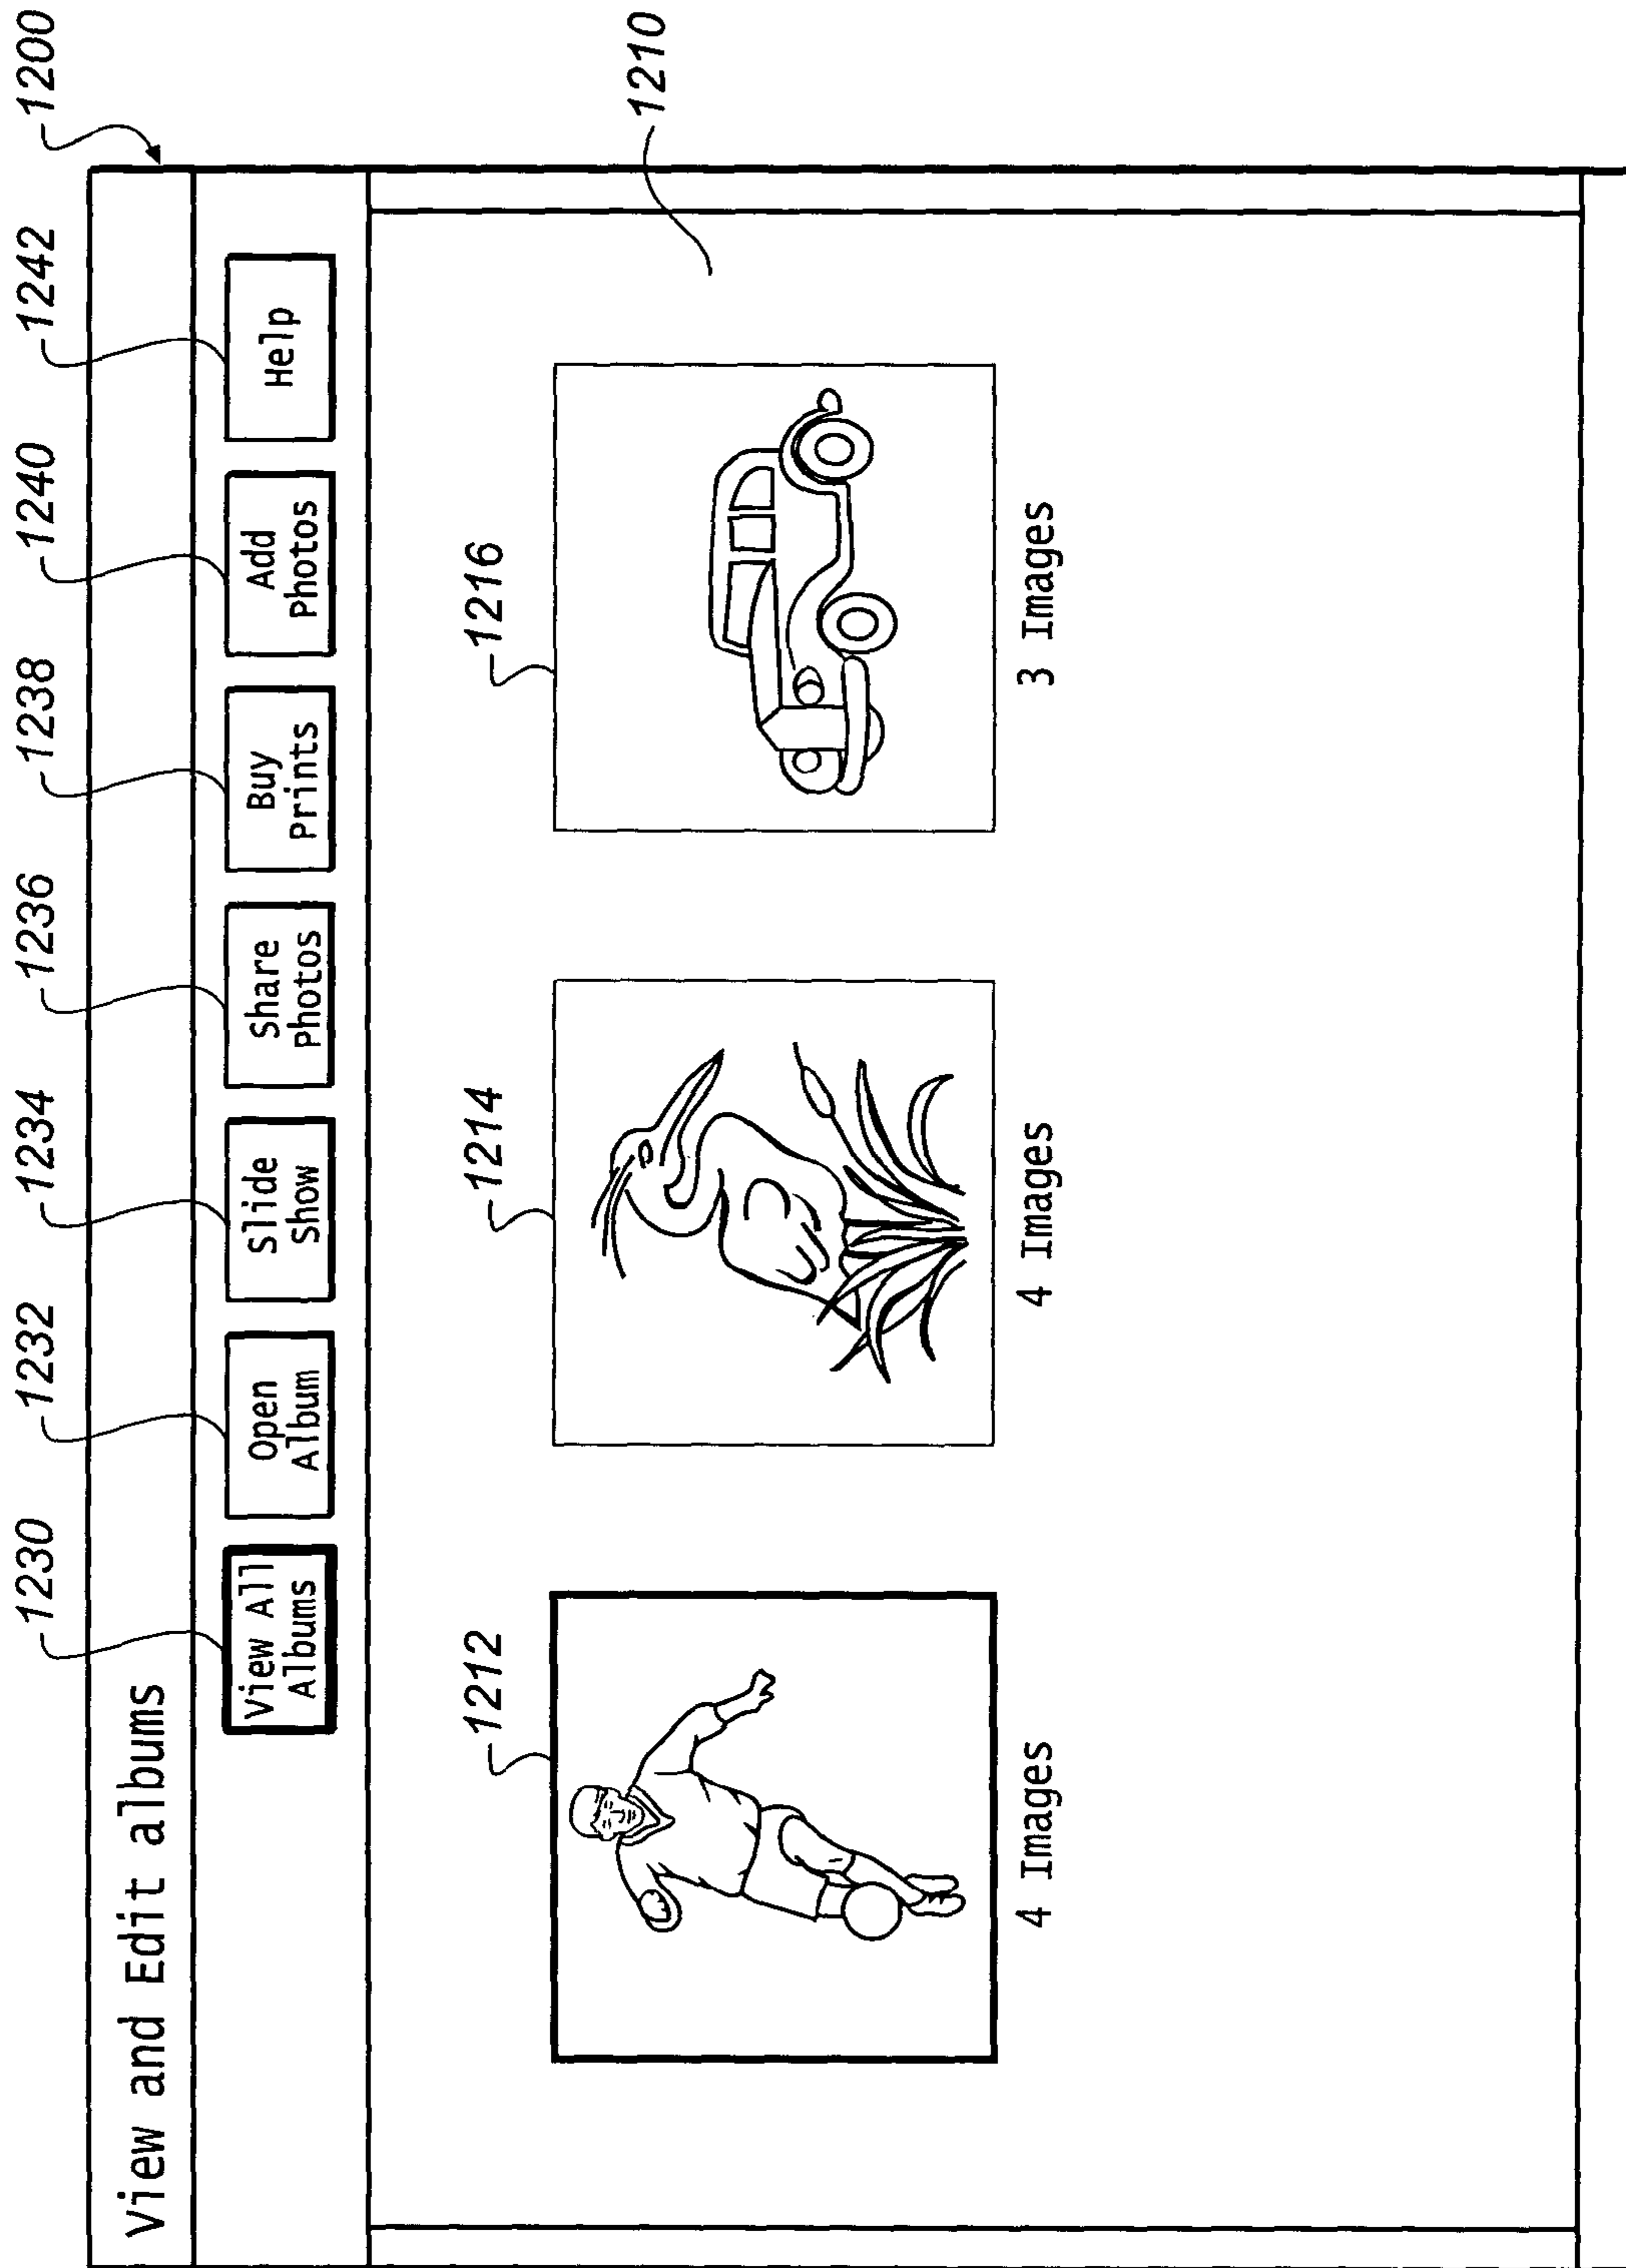 1200
View and Edit albums
1230
1232
1234
1236
1238
1240
1242
View All
Albums
Open
Album
Slide
Show
Share
Photos
Buy
Prints
Add
Photos
Help
1210
1212
1214
1216
4 Images
4 Images
3 Images